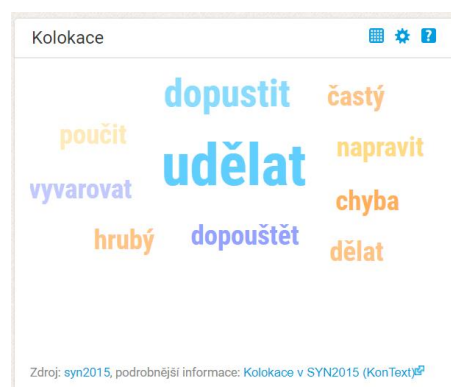 Kolokace
?
dopustit
častý
poučit
napravit
udělat
vyvarovat
chyba
hrubý
dopouštět
dělat
Zdroj: syn2015, podrobnější informace: Kolokace v SYN2015 (KonText)